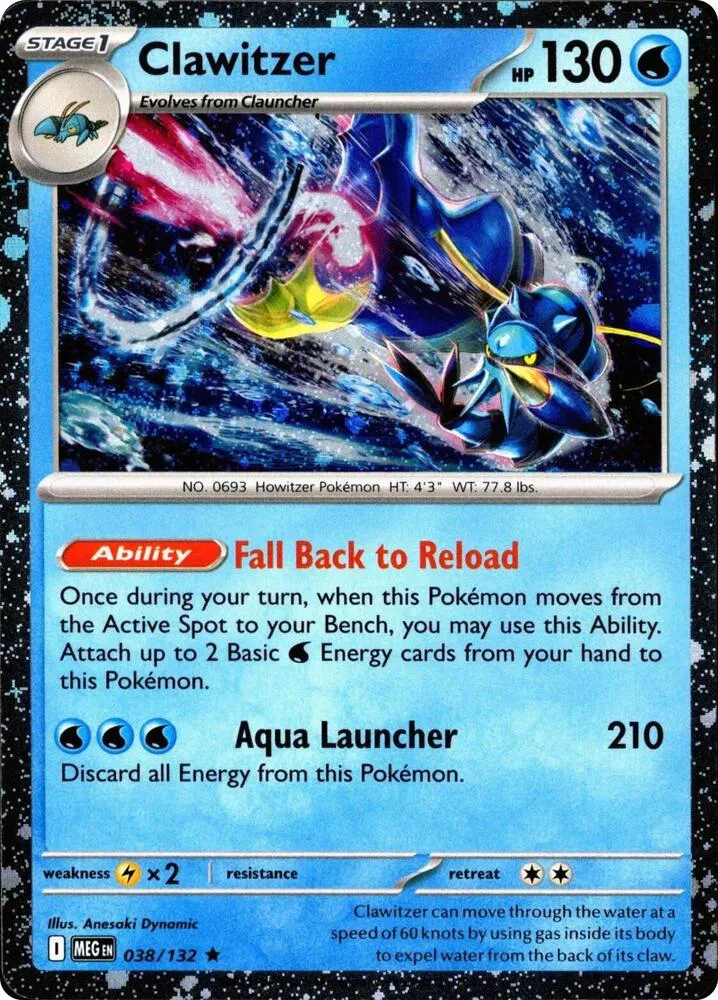 STAGE 1
Clawitzer
HP 130
Evolves from Clauncher
NO. 0693 Howitzer Pokémon HT: 4'3" WT: 77.8 lbs.
Ability Fall Back to Reload
Once during your turn, when this Pokémon moves from
the Active Spot to your Bench, you may use this Ability.
Attach up to 2 Basic Energy cards from your hand to
this Pokémon.
Aqua Launcher 210
Discard all Energy from this Pokémon.
weakness ×2 resistance retreat
Illus. Anesaki Dynamic
I MEG EN 038/132
Clawitzer can move through the water at a
speed of 60 knots by using gas inside its body
to expel water from the back of its claw.